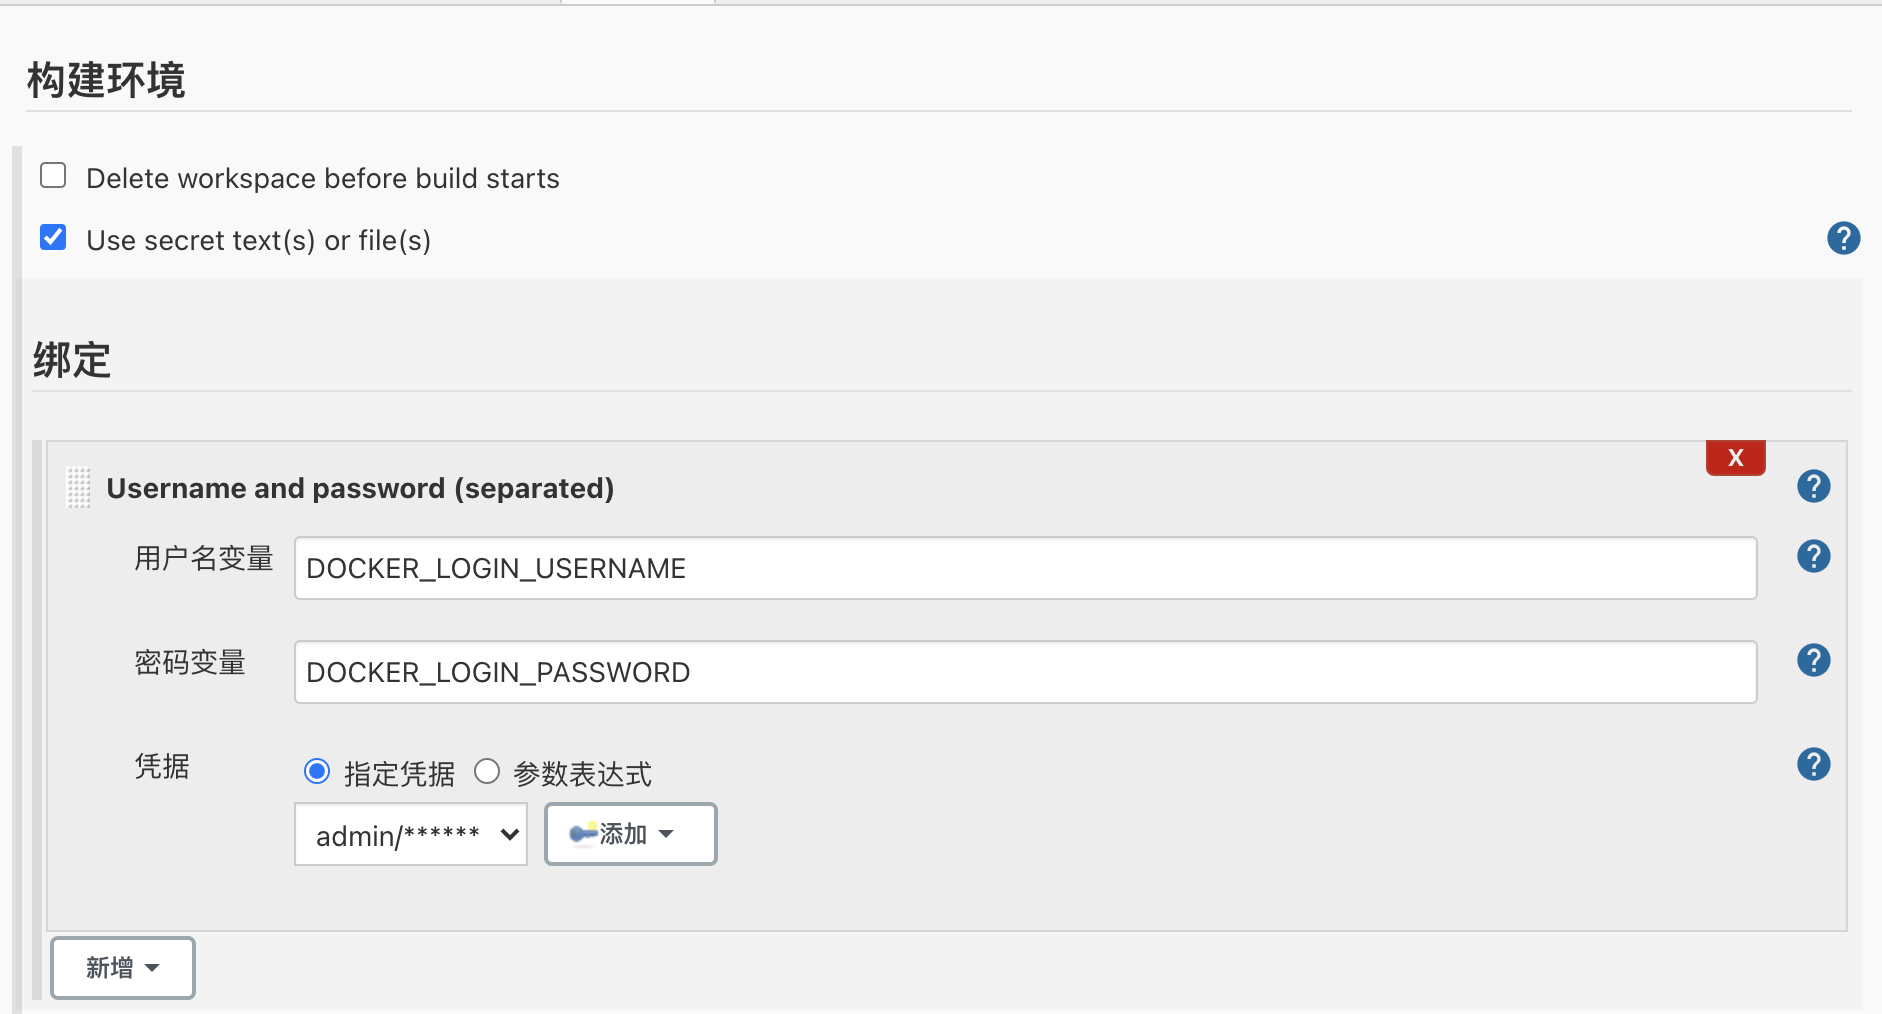 构建环境
Delete workspace before build starts
Use secret text(s) or file(s)
?
绑定
X
Username and password (separated)
?
用户名变量 DOCKER_LOGIN_USERNAME
?
密码变量 DOCKER_LOGIN_PASSWORD
?
凭据 指定凭据 参数表达式
?
admin/****** 添加
新增